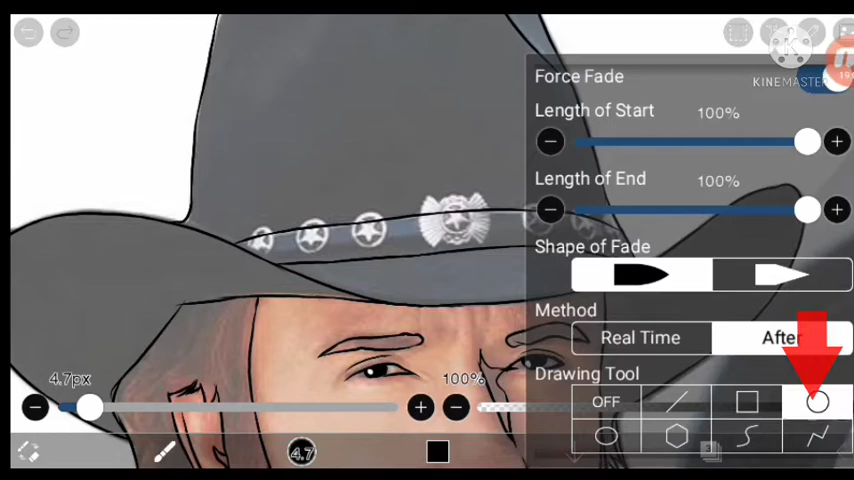 Force Fade
KINEMASTER
Length of Start 100%
Length of End 100%
Shape of Fade
Method
Real Time After
Drawing Tool
4.7px
100%
OFF
4.7